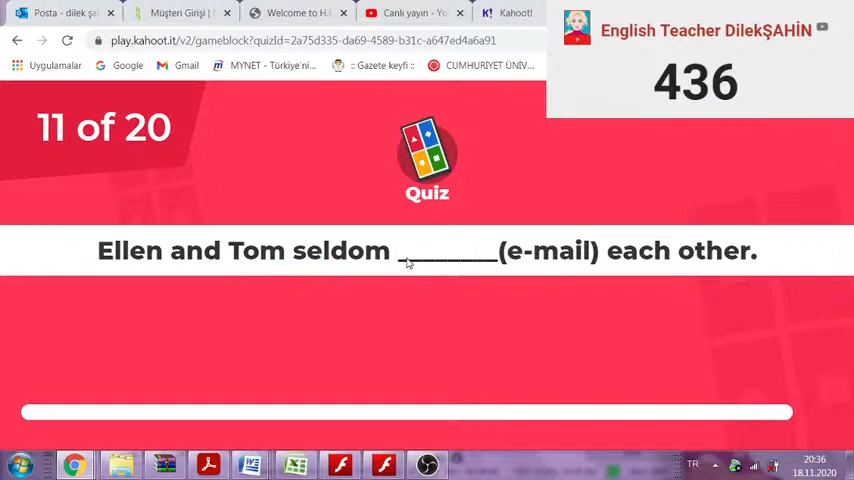 Posta - dilek şal
Müşteri Girişi | N
Welcome to H.I.
Canlı yayın - Yo
Kahoot!
play.kahoot.it/v2/gameblock?quizId=2a75d335-da69-4589-b31c-a647ed4a6a91
Uygulamalar
Google
Gmail
MYNET - Türkiye'ni...
:: Gazete keyfi ::
CUMHURİYET ÜNİV...
English Teacher DilekŞAHİN
436
11 of 20
Quiz
Ellen and Tom seldom ________(e-mail) each other.
TR
20:36
18.11.2020